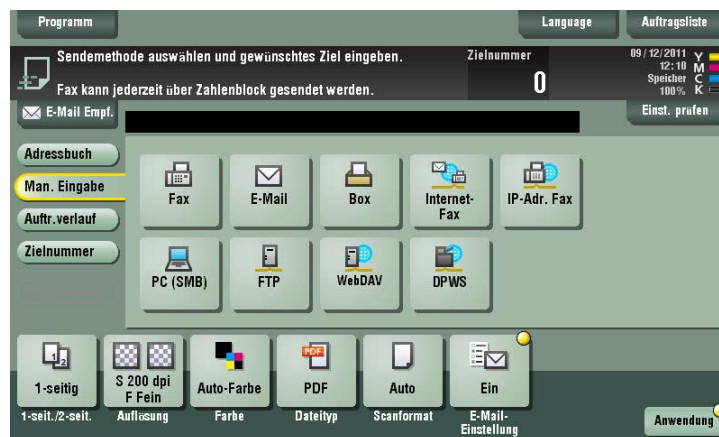 Programm
Language
Auftragsliste
Sendemethode auswählen und gewünschtes Ziel eingeben.
Fax kann jederzeit über Zahlenblock gesendet werden.
Zielnummer
0
09/12/2011
12:10
Speicher
100%
Y
M
C
K
E-Mail Empf.
Einst. prüfen
Adressbuch
Man. Eingabe
Auftr.verlauf
Zielnummer
Fax
E-Mail
Box
Internet-
Fax
IP-Adr. Fax
PC (SMB)
FTP
WebDAV
DPWS
1 2
S 200 dpi
F Fein
PDF
1-seitig
Auto-Farbe
PDF
Auto
Ein
1-seit./2-seit.
Auflösung
Farbe
Dateityp
Scanformat
E-Mail-
Einstellung
Anwendung